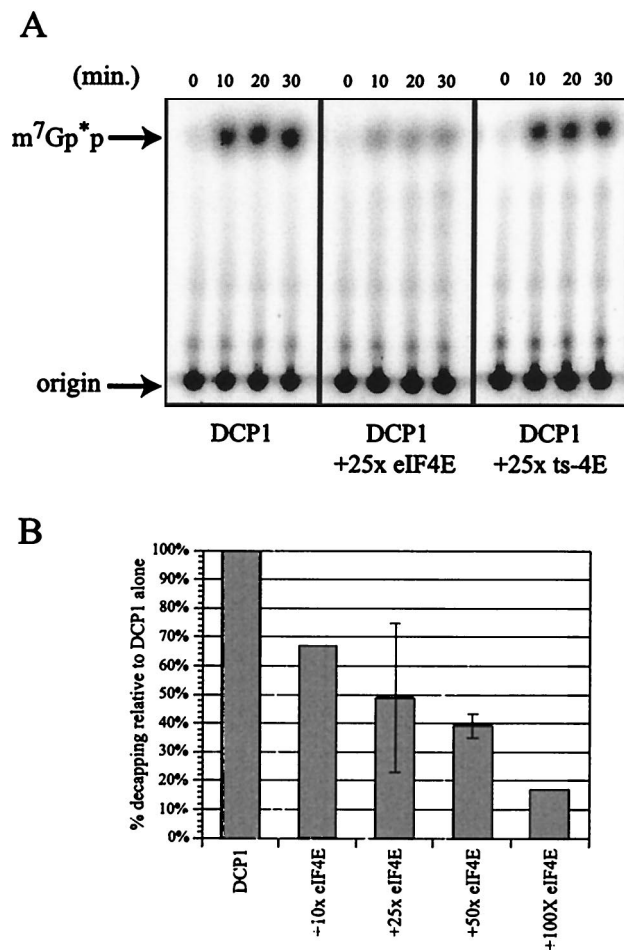 A
(min.) 0 10 20 30 0 10 20 30 0 10 20 30
m⁷Gp*p
origin
DCP1 DCP1 DCP1
+25x eIF4E +25x ts-4E
B
% decapping relative to DCP1 alone
100%
90%
80%
70%
60%
50%
40%
30%
20%
10%
0%
DCP1
+10x eIF4E
+25x eIF4E
+50x eIF4E
+100X eIF4E